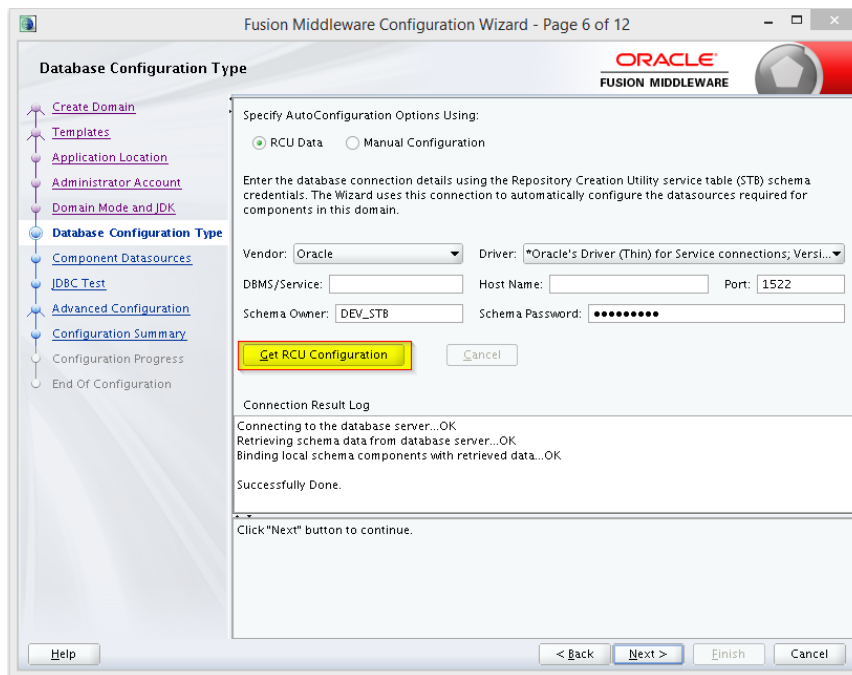 Fusion Middleware Configuration Wizard - Page 6 of 12
Database Configuration Type
ORACLE
FUSION MIDDLEWARE
Create Domain
Templates
Application Location
Administrator Account
Domain Mode and JDK
Database Configuration Type
Component Datasources
JDBC Test
Advanced Configuration
Configuration Summary
Configuration Progress
End Of Configuration
Specify AutoConfiguration Options Using:
RCU Data Manual Configuration
Enter the database connection details using the Repository Creation Utility service table (STB) schema
credentials. The Wizard uses this connection to automatically configure the datasources required for
components in this domain.
Vendor: Oracle Driver: *Oracle's Driver (Thin) for Service connections; Versi...
DBMS/Service: Host Name: Port: 1522
Schema Owner: DEV_STB Schema Password: •••••••••
Get RCU Configuration Cancel
Connection Result Log
Connecting to the database server...OK
Retrieving schema data from database server...OK
Binding local schema components with retrieved data...OK
Successfully Done.
Click "Next" button to continue.
Help < Back Next > Finish Cancel